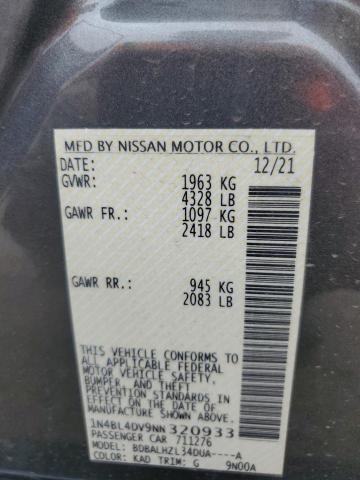 MFD BY NISSAN MOTOR CO., LTD.
DATE: 12/21
GVWR: 1963 KG
4328 LB
GAWR FR.: 1097 KG
2418 LB
GAWR RR.: 945 KG
2083 LB
THIS VEHICLE CONFORMS TO
ALL APPLICABLE FEDERAL
MOTOR VEHICLE SAFETY,
BUMPER, AND THEFT
PREVENTION STANDARDS
IN EFFECT ON THE DATE OF
MANUFACTURE SHOWN ABOVE.
1N4BL4DV9NN320933
PASSENGER CAR 711276
MODEL: BDBALHZL34DUA----A
COLOR: KAD TRIM: G 9N00A